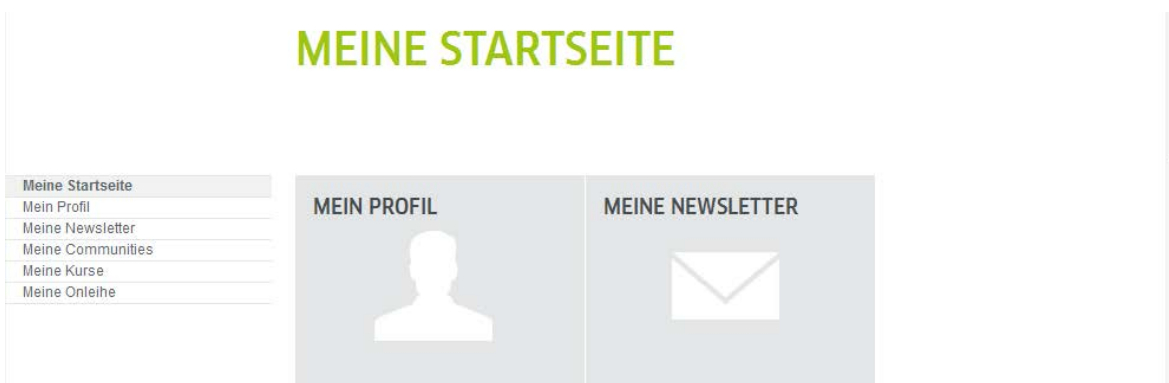 MEINE STARTSEITE
Meine Startseite
Mein Profil
Meine Newsletter
Meine Communities
Meine Kurse
Meine Onleihe
MEIN PROFIL
MEINE NEWSLETTER